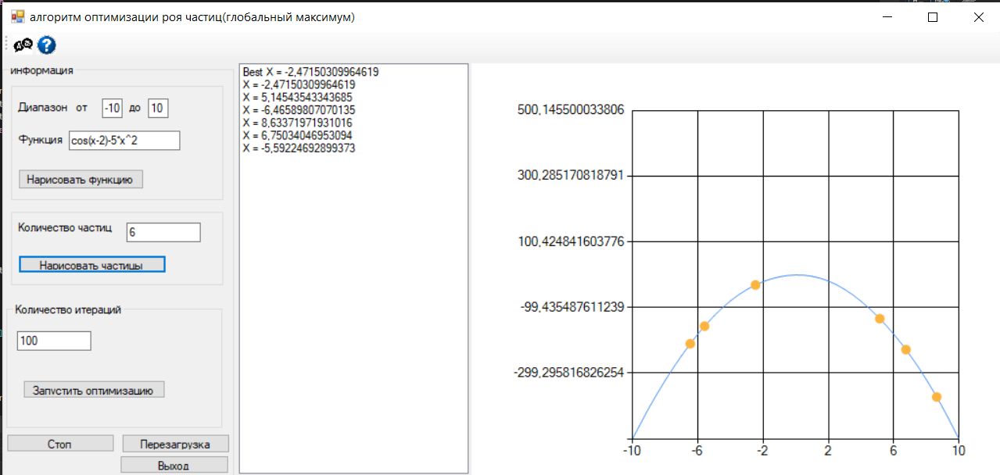 алгоритм оптимизации роя частиц(глобальный максимум)
информация
Диапазон от -10 до 10
Функция cos(x-2)-5*x^2
Нарисовать функцию
Количество частиц 6
Нарисовать частицы
Количество итераций
100
Запустить оптимизацию
Стоп
Перезагрузка
Выход
Best X = -2,47150309964619
X = -2,47150309964619
X = 5,14543543343685
X = -6,46589807070135
X = 8,63371971931016
X = 6,75034046953094
X = -5,59224692899373
500,145500033806
300,285170818791
100,424841603776
-99,435487611239
-299,295816826254
-10 -6 -2 2 6 10